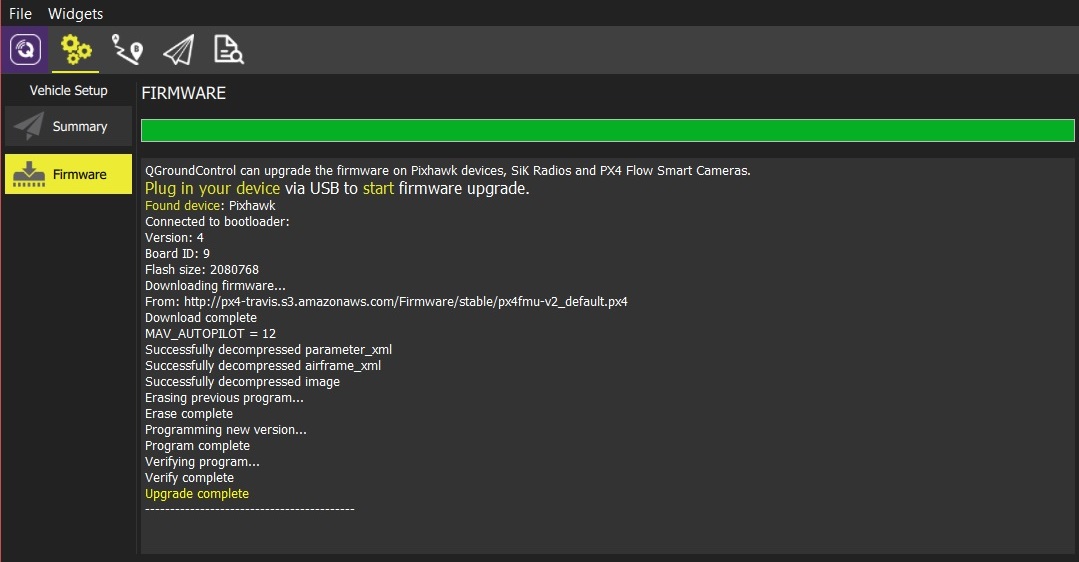 File Widgets
Vehicle Setup
Summary
Firmware
FIRMWARE
QGroundControl can upgrade the firmware on Pixhawk devices, SiK Radios and PX4 Flow Smart Cameras.
Plug in your device via USB to start firmware upgrade.
Found device: Pixhawk
Connected to bootloader:
Version: 4
Board ID: 9
Flash size: 2080768
Downloading firmware...
From: http://px4-travis.s3.amazonaws.com/Firmware/stable/px4fmu-v2_default.px4
Download complete
MAV_AUTOPILOT = 12
Successfully decompressed parameter_xml
Successfully decompressed airframe_xml
Successfully decompressed image
Erasing previous program...
Erase complete
Programming new version...
Program complete
Verifying program...
Verify complete
Upgrade complete
------------------------------------------